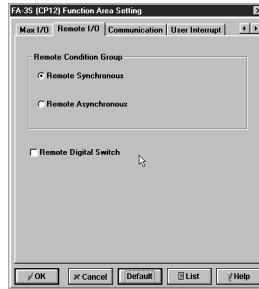 FA-3S (CP12) Function Area Setting
Max I/O Remote I/O Communication User Interrupt
Remote Condition Group
Remote Synchronous
Remote Asynchronous
Remote Digital Switch
OK Cancel Default List Help